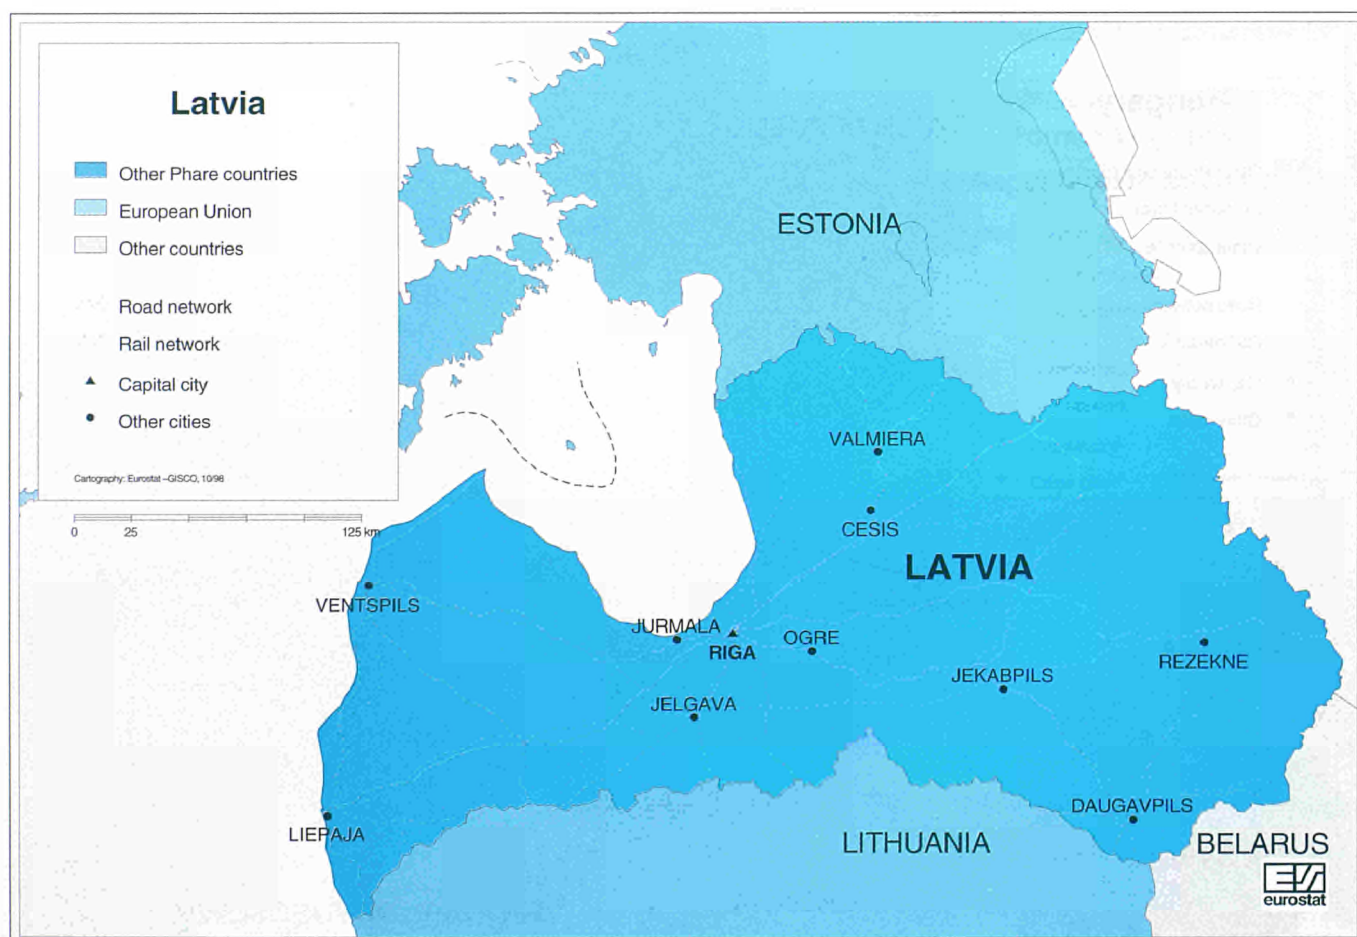 Latvia
Other Phare countries
European Union
Other countries
Road network
Rail network
Capital city
Other cities
Cartography: Eurostat –GISCO, 10/98
0 25 125 km
ESTONIA
VALMIERA
CESIS
LATVIA
VENTSPILS
JURMALA
RIGA
OGRE
REZEKNE
JEKABPILS
JELGAVA
DAUGAVPILS
LIEPAJA
LITHUANIA
BELARUS
eurostat